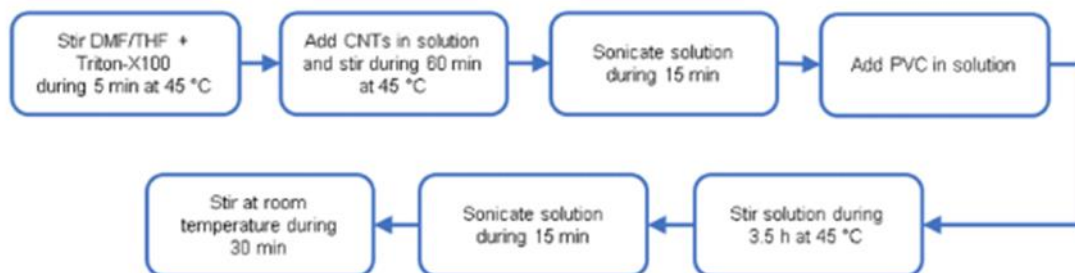 Stir DMF/THF +
Triton-X100
during 5 min at 45 °C
Add CNTs in solution
and stir during 60 min
at 45 °C
Sonicate solution
during 15 min
Add PVC in solution
Stir solution during
3.5 h at 45 °C
Sonicate solution
during 15 min
Stir at room
temperature during
30 min